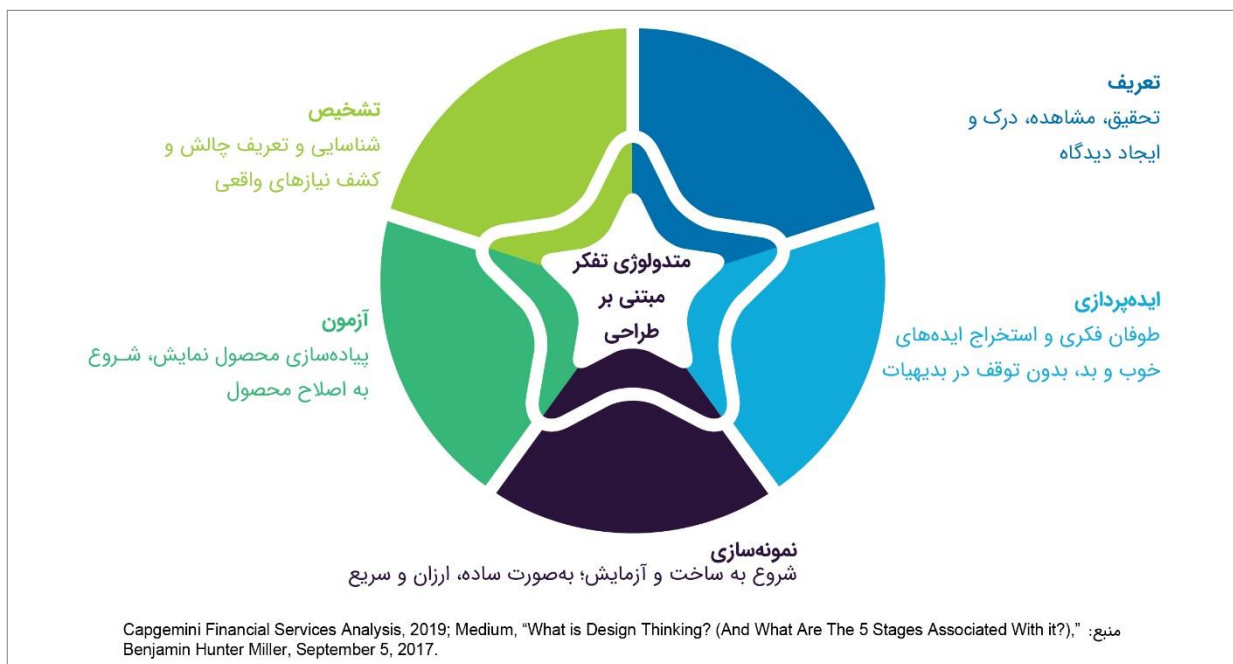 تعریف
تحقیق، مشاهده، درک و
ایجاد دیدگاه
تشخیص
شناسایی و تعریف چالش و
کشف نیازهای واقعی
متدولوژی تفکر
مبتنی بر
طراحی
ایده‌پردازی
طوفان فکری و استخراج ایده‌های
خوب و بد، بدون توقف در بدیهیات
آزمون
پیاده‌سازی محصول نمایش، شـروع
به اصلاح محصول
نمونه‌سازی
شروع به ساخت و آزمایش؛ به‌صورت ساده، ارزان و سریع
منبع: Capgemini Financial Services Analysis, 2019; Medium, “What is Design Thinking? (And What Are The 5 Stages Associated With it?),”
Benjamin Hunter Miller, September 5, 2017.